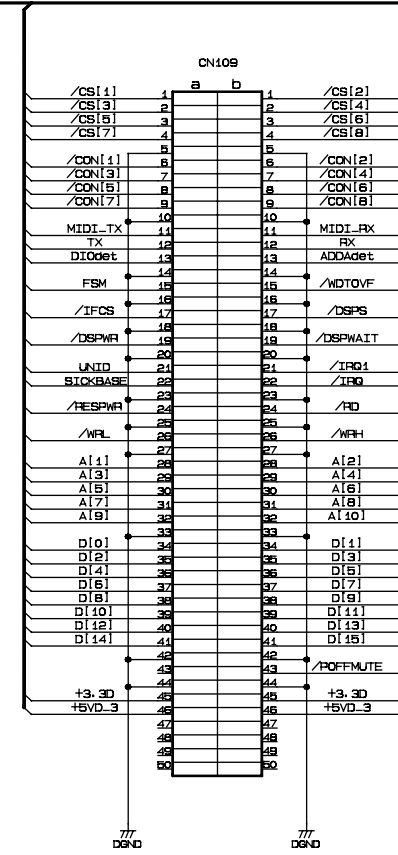 CN109
a b
/CS[1] 1 1 /CS[2]
/CS[3] 2 2 /CS[4]
/CS[5] 3 3 /CS[6]
/CS[7] 4 4 /CS[8]
5 5
/CON[1] 6 6 /CON[2]
/CON[3] 7 7 /CON[4]
/CON[5] 8 8 /CON[6]
/CON[7] 9 9 /CON[8]
10 10
MIDI_TX 11 11 MIDI_RX
TX 12 12 RX
DIOdet 13 13 ADDAdet
14 14
FSM 15 15 /WDTOVF
16 16
/IFCS 17 17 /DSPS
18 18
/DSPWR 19 19 /DSPWAIT
20 20
UNID 21 21 /IRQ1
SICKBASE 22 22 /IRQ
23 23
/RESPWR 24 24 /RD
25 25
/WRL 26 26 /WRH
27 27
A[1] 28 28 A[2]
A[3] 29 29 A[4]
A[5] 30 30 A[6]
A[7] 31 31 A[8]
A[9] 32 32 A[10]
33 33
D[0] 34 34 D[1]
D[2] 35 35 D[3]
D[4] 36 36 D[5]
D[6] 37 37 D[7]
D[8] 38 38 D[9]
D[10] 39 39 D[11]
D[12] 40 40 D[13]
D[14] 41 41 D[15]
42 42
43 43 /POFFMUTE
44 44
+3.3D 45 45 +3.3D
+5VD_3 46 46 +5VD_3
47 47
48 48
49 49
50 50
DGND DGND